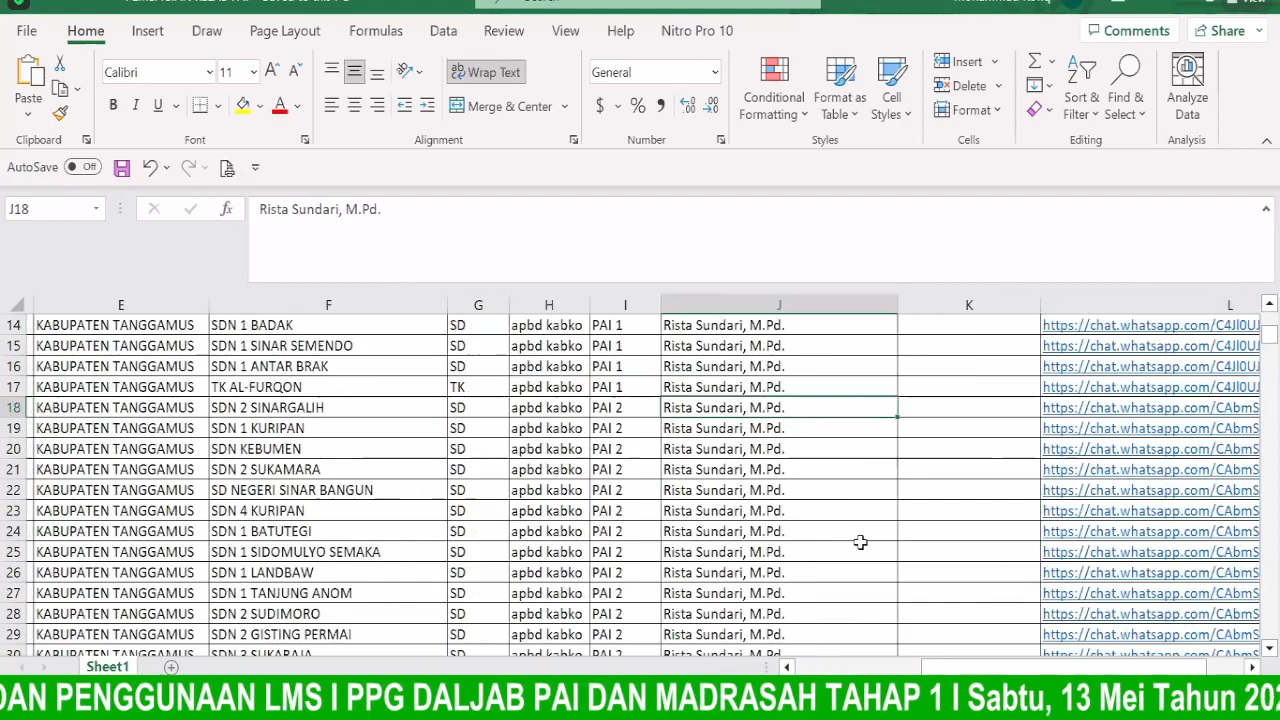 File Home Insert Draw Page Layout Formulas Data Review View Help Nitro Pro 10 Comments Share
Paste Calibri 11 Wrap Text General Conditional Formatting Format as Table Cell Styles Insert Sort & Filter Find & Select Analyze Data
B I U Merge & Center $ % Delete
Format
Clipboard Font Alignment Number Styles Cells Editing Analysis
AutoSave Off
J18 fx Rista Sundari, M.Pd.
E F G H I J K L
14 KABUPATEN TANGGAMUS SDN 1 BADAK SD apbd kabko PAI 1 Rista Sundari, M.Pd. https://chat.whatsapp.com/C4Jl0UJ
15 KABUPATEN TANGGAMUS SDN 1 SINAR SEMENDO SD apbd kabko PAI 1 Rista Sundari, M.Pd. https://chat.whatsapp.com/C4Jl0UJ
16 KABUPATEN TANGGAMUS SDN 1 ANTAR BRAK SD apbd kabko PAI 1 Rista Sundari, M.Pd. https://chat.whatsapp.com/C4Jl0UJ
17 KABUPATEN TANGGAMUS TK AL-FURQON TK apbd kabko PAI 1 Rista Sundari, M.Pd. https://chat.whatsapp.com/C4Jl0UJ
18 KABUPATEN TANGGAMUS SDN 2 SINARGALIH SD apbd kabko PAI 2 Rista Sundari, M.Pd. https://chat.whatsapp.com/CAbmS
19 KABUPATEN TANGGAMUS SDN 1 KURIPAN SD apbd kabko PAI 2 Rista Sundari, M.Pd. https://chat.whatsapp.com/CAbmS
20 KABUPATEN TANGGAMUS SDN KEBUMEN SD apbd kabko PAI 2 Rista Sundari, M.Pd. https://chat.whatsapp.com/CAbmS
21 KABUPATEN TANGGAMUS SDN 2 SUKAMARA SD apbd kabko PAI 2 Rista Sundari, M.Pd. https://chat.whatsapp.com/CAbmS
22 KABUPATEN TANGGAMUS SD NEGERI SINAR BANGUN SD apbd kabko PAI 2 Rista Sundari, M.Pd. https://chat.whatsapp.com/CAbmS
23 KABUPATEN TANGGAMUS SDN 4 KURIPAN SD apbd kabko PAI 2 Rista Sundari, M.Pd. https://chat.whatsapp.com/CAbmS
24 KABUPATEN TANGGAMUS SDN 1 BATUTEGI SD apbd kabko PAI 2 Rista Sundari, M.Pd. https://chat.whatsapp.com/CAbmS
25 KABUPATEN TANGGAMUS SDN 1 SIDOMULYO SEMAKA SD apbd kabko PAI 2 Rista Sundari, M.Pd. https://chat.whatsapp.com/CAbmS
26 KABUPATEN TANGGAMUS SDN 1 LANDBAW SD apbd kabko PAI 2 Rista Sundari, M.Pd. https://chat.whatsapp.com/CAbmS
27 KABUPATEN TANGGAMUS SDN 1 TANJUNG ANOM SD apbd kabko PAI 2 Rista Sundari, M.Pd. https://chat.whatsapp.com/CAbmS
28 KABUPATEN TANGGAMUS SDN 2 SUDIMORO SD apbd kabko PAI 2 Rista Sundari, M.Pd. https://chat.whatsapp.com/CAbmS
29 KABUPATEN TANGGAMUS SDN 2 GISTING PERMAI SD apbd kabko PAI 2 Rista Sundari, M.Pd. https://chat.whatsapp.com/CAbmS
Sheet1
DAN PENGGUNAAN LMS I PPG DALJAB PAI DAN MADRASAH TAHAP 1 I Sabtu, 13 Mei Tahun 202